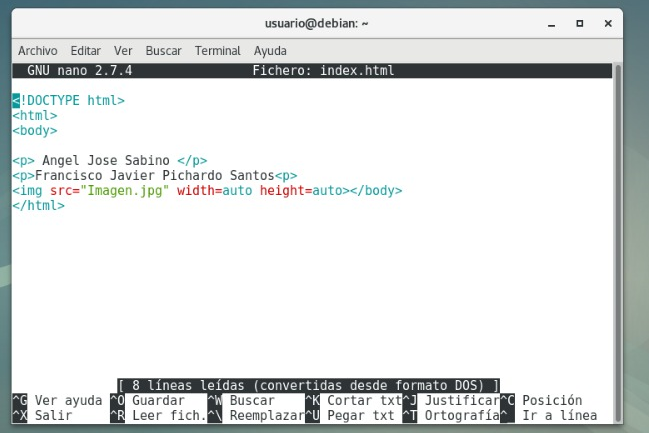 usuario@debian: ~
Archivo Editar Ver Buscar Terminal Ayuda
GNU nano 2.7.4 Fichero: index.html
<!DOCTYPE html>
<html>
<body>
<p> Angel Jose Sabino </p>
<p>Francisco Javier Pichardo Santos<p>
<img src="Imagen.jpg" width=auto height=auto></body>
</html>
[ 8 líneas leídas (convertidas desde formato DOS) ]
^G Ver ayuda ^O Guardar ^W Buscar ^K Cortar txt ^J Justificar ^C Posición
^X Salir ^R Leer fich. ^\ Reemplazar ^U Pegar txt ^T Ortografía ^_ Ir a línea